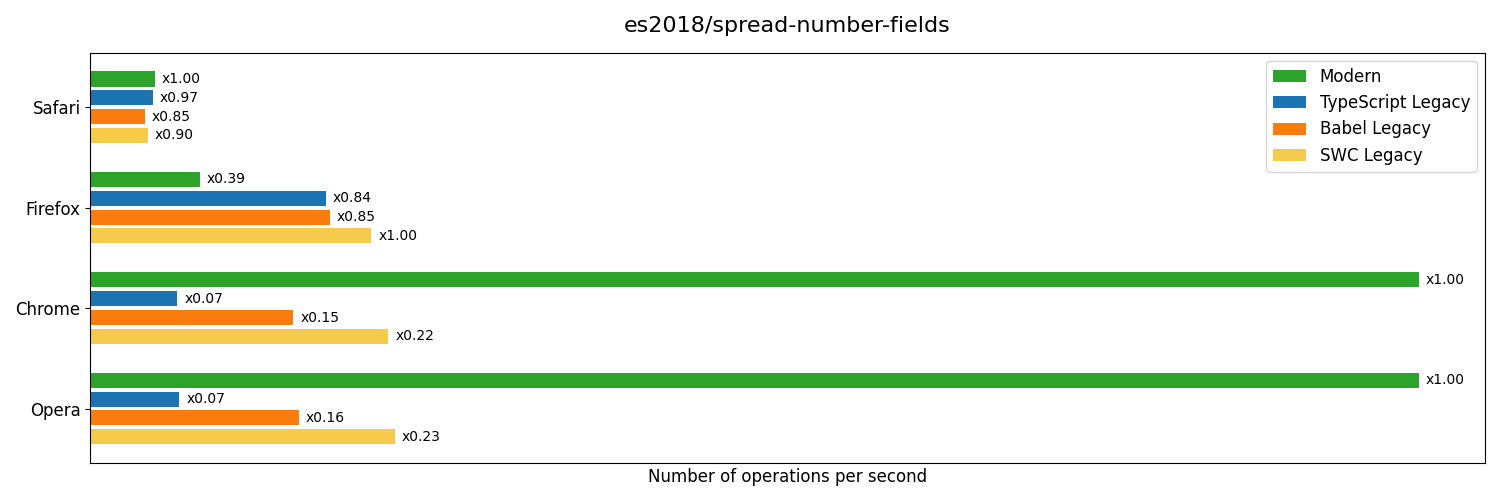 es2018/spread-number-fields
Modern
TypeScript Legacy
Babel Legacy
SWC Legacy
Safari
x1.00
x0.97
x0.85
x0.90
Firefox
x0.39
x0.84
x0.85
x1.00
Chrome
x1.00
x0.07
x0.15
x0.22
Opera
x1.00
x0.07
x0.16
x0.23
Number of operations per second